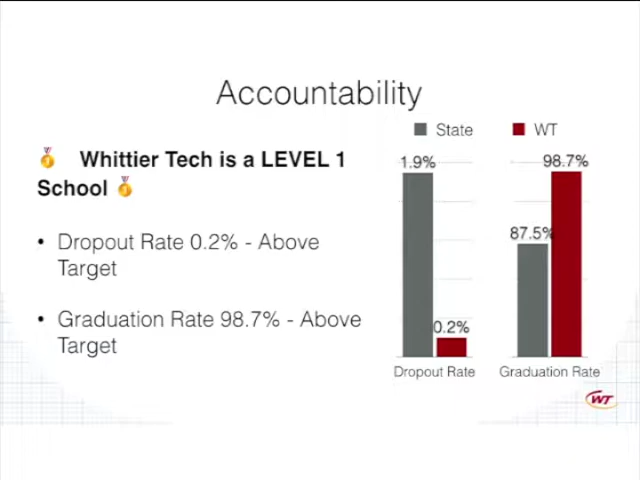 Accountability
State
WT
🏅 Whittier Tech is a LEVEL 1
School 🏅
• Dropout Rate 0.2% - Above
Target
• Graduation Rate 98.7% - Above
Target
1.9%
0.2%
Dropout Rate
87.5%
98.7%
Graduation Rate
WT